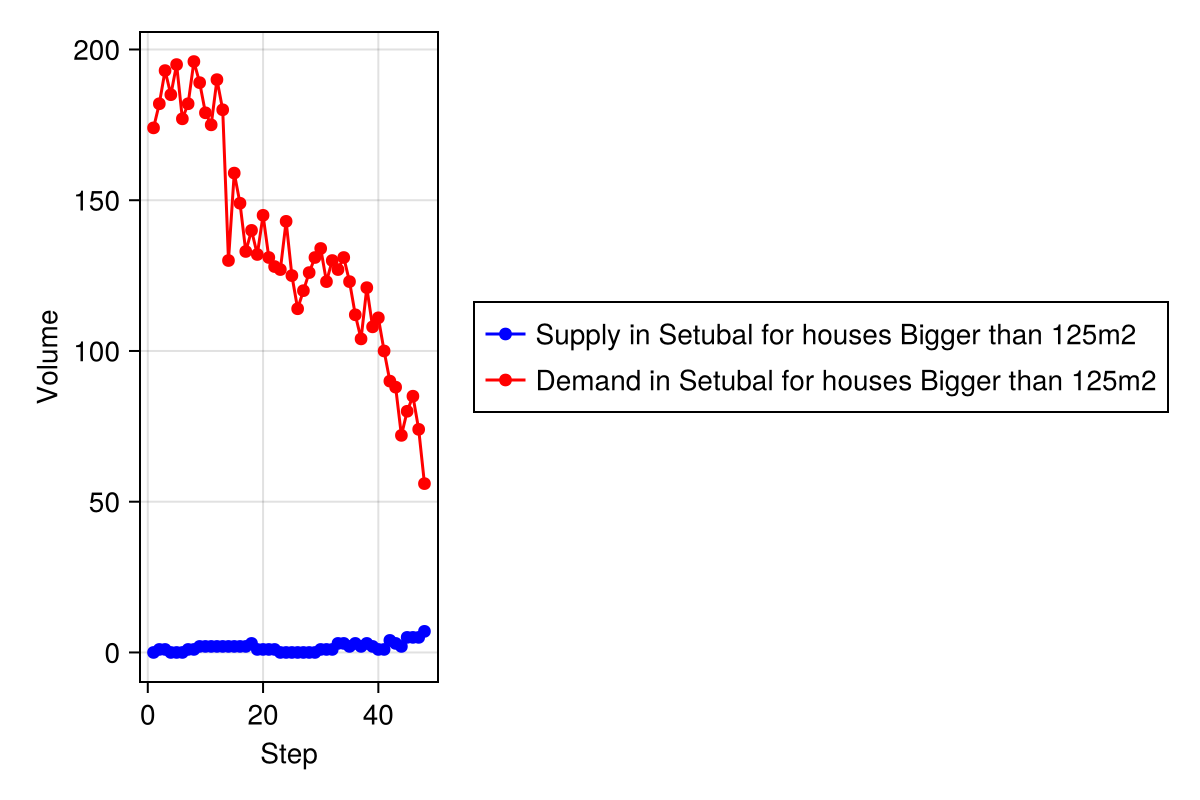 200
150
100
50
0
Volume
0 20 40
Step
Supply in Setubal for houses Bigger than 125m2
Demand in Setubal for houses Bigger than 125m2